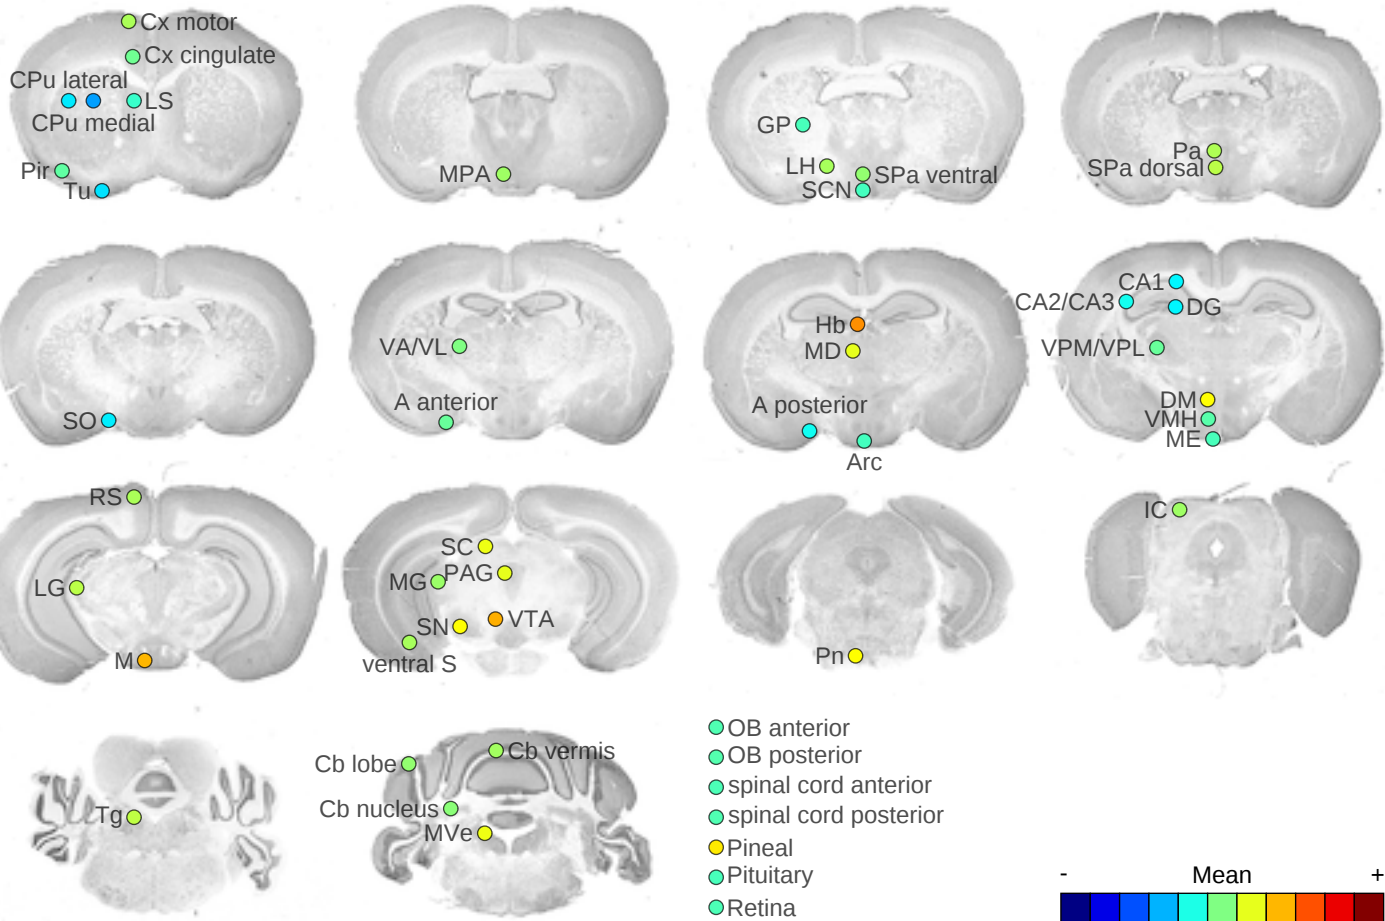 Cx motor
Cx cingulate
CPu lateral
LS
CPu medial
Pir
Tu
MPA
GP
LH
SPa ventral
SCN
Pa
SPa dorsal
SO
VA/VL
A anterior
Hb
MD
A posterior
Arc
CA1
CA2/CA3
DG
VPM/VPL
DM
VMH
ME
RS
LG
M
SC
PAG
MG
SN
VTA
ventral S
Pn
IC
Tg
Cb lobe
Cb vermis
Cb nucleus
MVe
OB anterior
OB posterior
spinal cord anterior
spinal cord posterior
Pineal
Pituitary
Retina
- Mean +